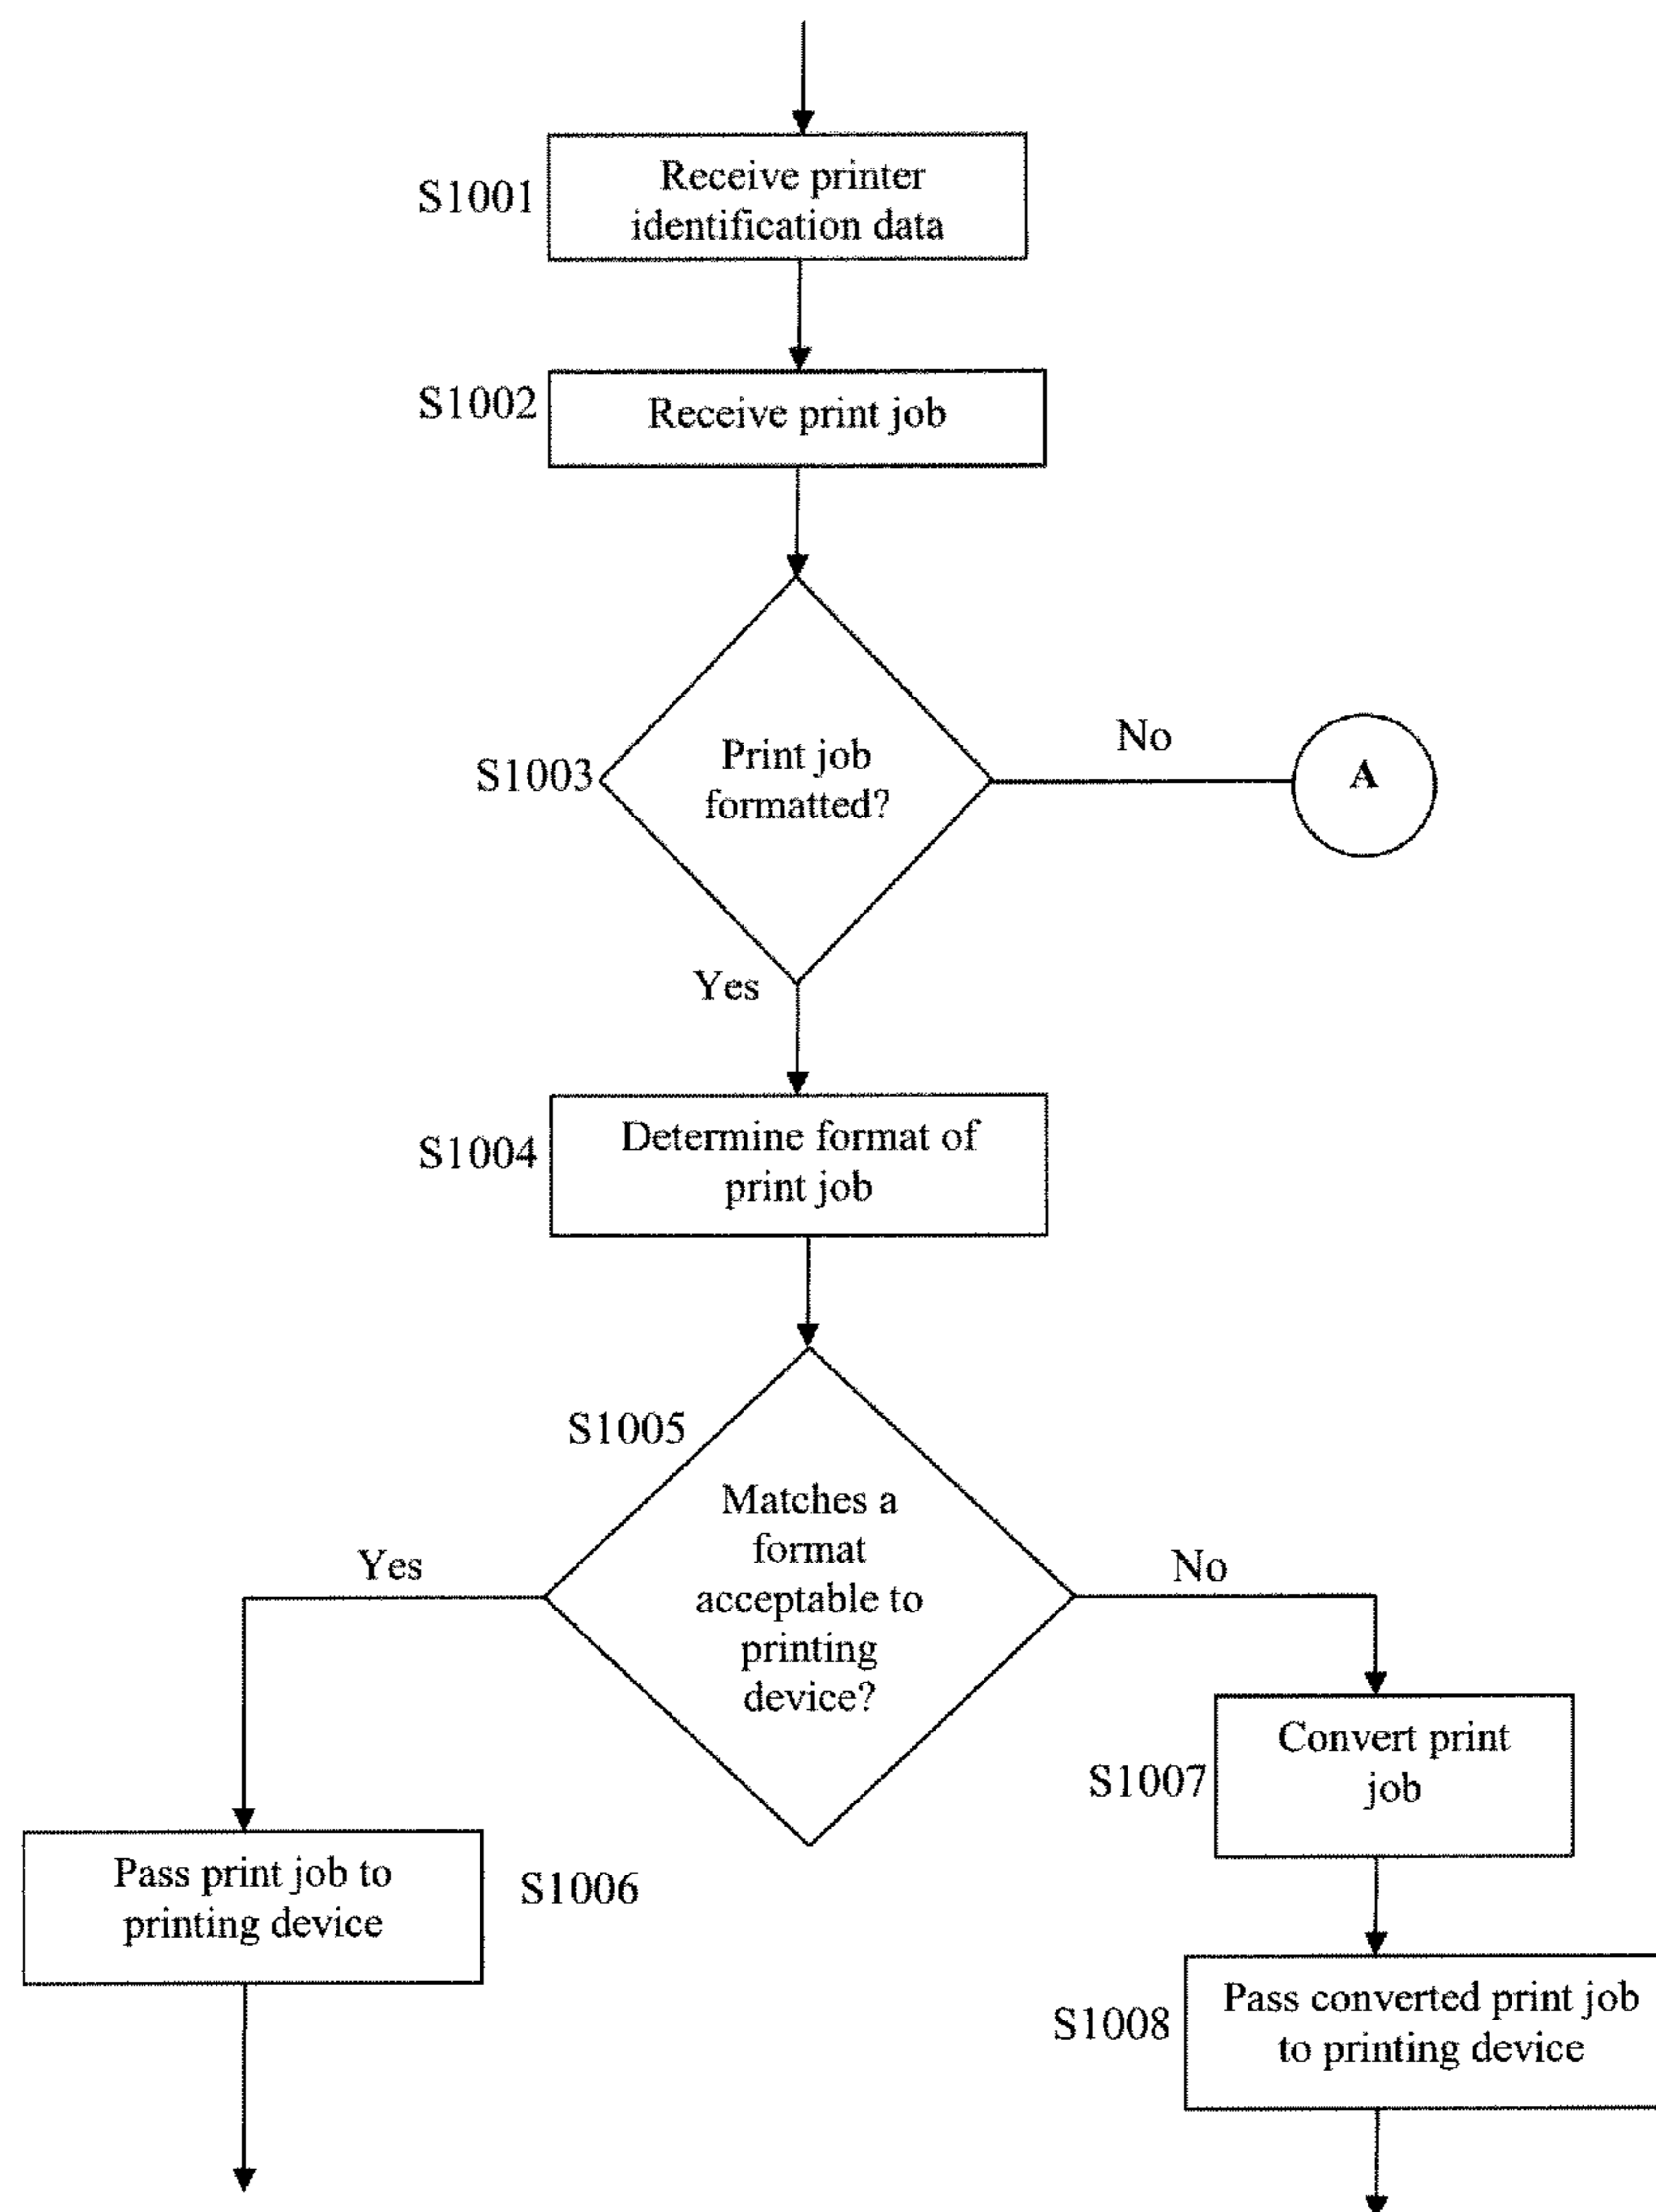 S1001
Receive printer
identification data
S1002
Receive print job
S1003
Print job
formatted?
No
A
Yes
S1004
Determine format of
print job
S1005
Matches a
format
acceptable to
printing
device?
Yes
No
S1007
Convert print
job
Pass print job to
printing device
S1006
S1008
Pass converted print job
to printing device